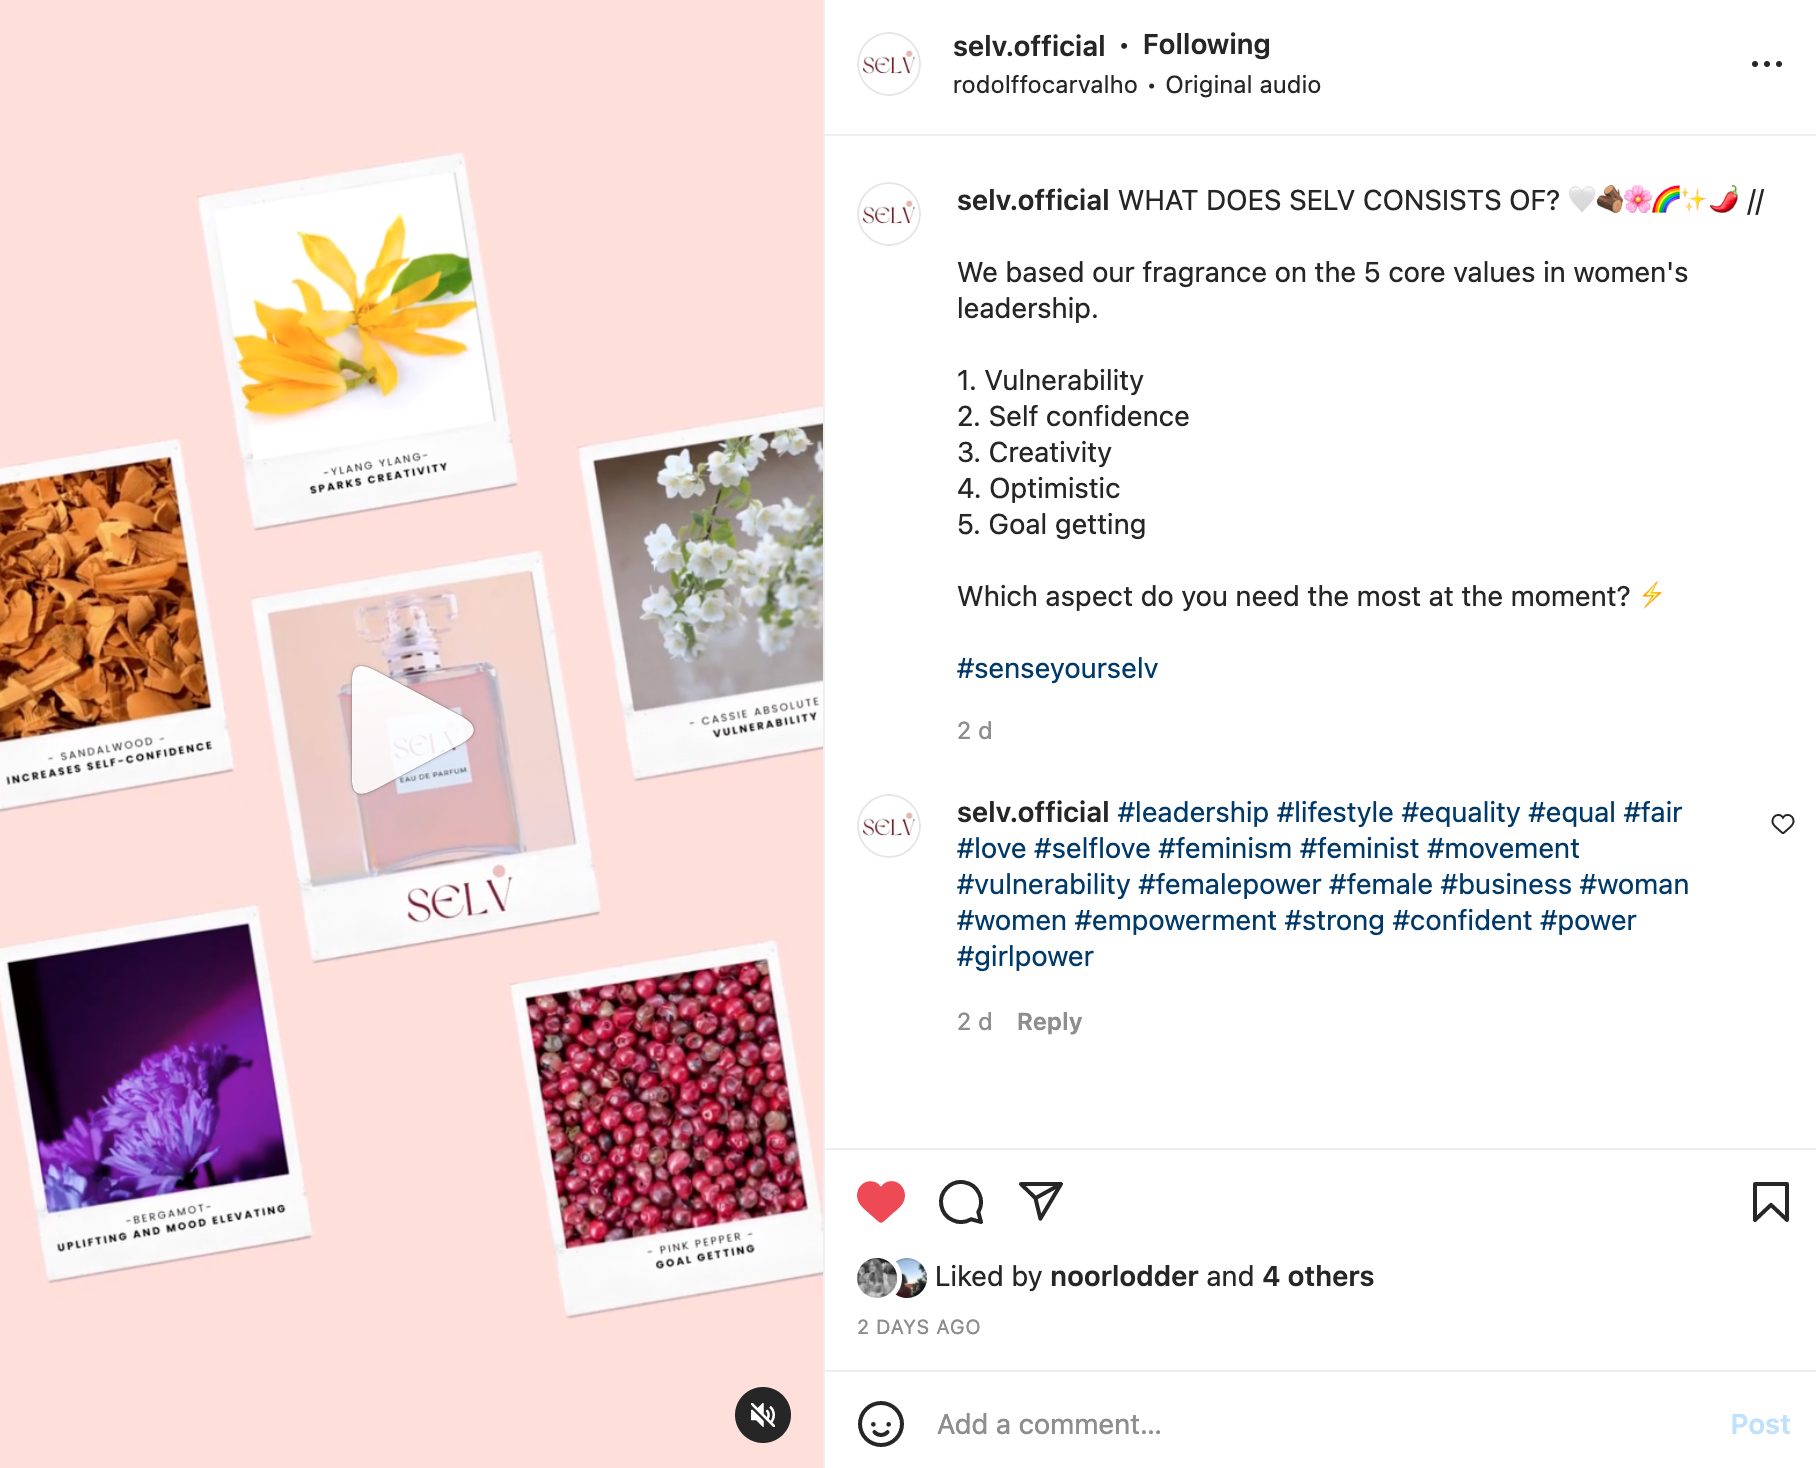 -YLANG YLANG-
SPARKS CREATIVITY
- SANDALWOOD -
INCREASES SELF-CONFIDENCE
- CASSIE ABSOLUTE
VULNERABILITY
SELV
EAU DE PARFUM
SELV
-BERGAMOT-
UPLIFTING AND MOOD ELEVATING
- PINK PEPPER -
GOAL GETTING
SELV
selv.official • Following
rodolffocarvalho • Original audio
SELV
selv.official WHAT DOES SELV CONSISTS OF? 🤍🪵🌸🌈✨🌶️ //
We based our fragrance on the 5 core values in women's
leadership.
1. Vulnerability
2. Self confidence
3. Creativity
4. Optimistic
5. Goal getting
Which aspect do you need the most at the moment? ⚡
#senseyourselv
2 d
SELV
selv.official #leadership #lifestyle #equality #equal #fair
#love #selflove #feminism #feminist #movement
#vulnerability #femalepower #female #business #woman
#women #empowerment #strong #confident #power
#girlpower
2 d Reply
Liked by noorlodder and 4 others
2 DAYS AGO
Add a comment...
Post